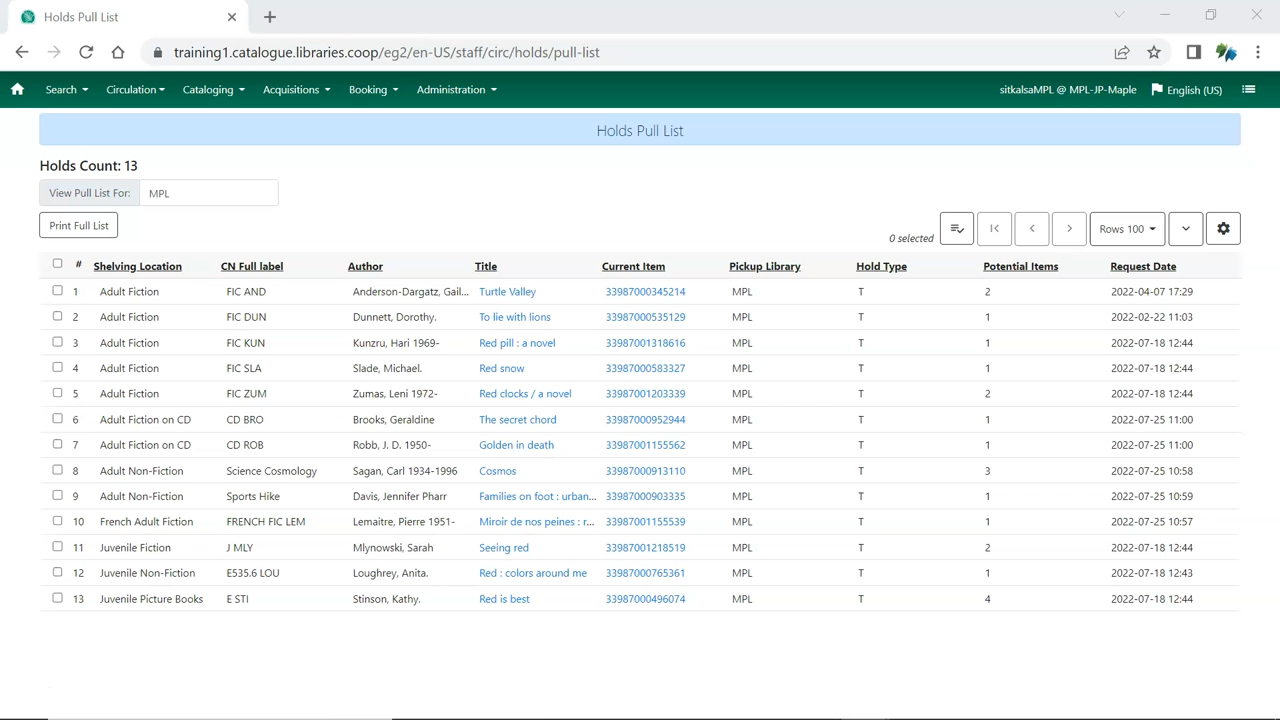 Holds Pull List
training1.catalogue.libraries.coop/eg2/en-US/staff/circ/holds/pull-list
Search Circulation Cataloging Acquisitions Booking Administration sitkalsaMPL @ MPL-JP-Maple English (US)
Holds Pull List
Holds Count: 13
View Pull List For: MPL
Print Full List 0 selected Rows 100
# Shelving Location CN Full label Author Title Current Item Pickup Library Hold Type Potential Items Request Date
1 Adult Fiction FIC AND Anderson-Dargatz, Gail... Turtle Valley 33987000345214 MPL T 2 2022-04-07 17:29
2 Adult Fiction FIC DUN Dunnett, Dorothy. To lie with lions 33987000535129 MPL T 1 2022-02-22 11:03
3 Adult Fiction FIC KUN Kunzru, Hari 1969- Red pill : a novel 33987001318616 MPL T 1 2022-07-18 12:44
4 Adult Fiction FIC SLA Slade, Michael. Red snow 33987000583327 MPL T 1 2022-07-18 12:44
5 Adult Fiction FIC ZUM Zumas, Leni 1972- Red clocks / a novel 33987001203339 MPL T 2 2022-07-18 12:44
6 Adult Fiction on CD CD BRO Brooks, Geraldine The secret chord 33987000952944 MPL T 1 2022-07-25 11:00
7 Adult Fiction on CD CD ROB Robb, J. D. 1950- Golden in death 33987001155562 MPL T 1 2022-07-25 11:00
8 Adult Non-Fiction Science Cosmology Sagan, Carl 1934-1996 Cosmos 33987000913110 MPL T 3 2022-07-25 10:58
9 Adult Non-Fiction Sports Hike Davis, Jennifer Pharr Families on foot : urban... 33987000903335 MPL T 1 2022-07-25 10:59
10 French Adult Fiction FRENCH FIC LEM Lemaitre, Pierre 1951- Miroir de nos peines : r... 33987001155539 MPL T 1 2022-07-25 10:57
11 Juvenile Fiction J MLY Mlynowski, Sarah Seeing red 33987001218519 MPL T 2 2022-07-18 12:44
12 Juvenile Non-Fiction E535.6 LOU Loughrey, Anita. Red : colors around me 33987000765361 MPL T 1 2022-07-18 12:43
13 Juvenile Picture Books E STI Stinson, Kathy. Red is best 33987000496074 MPL T 4 2022-07-18 12:44